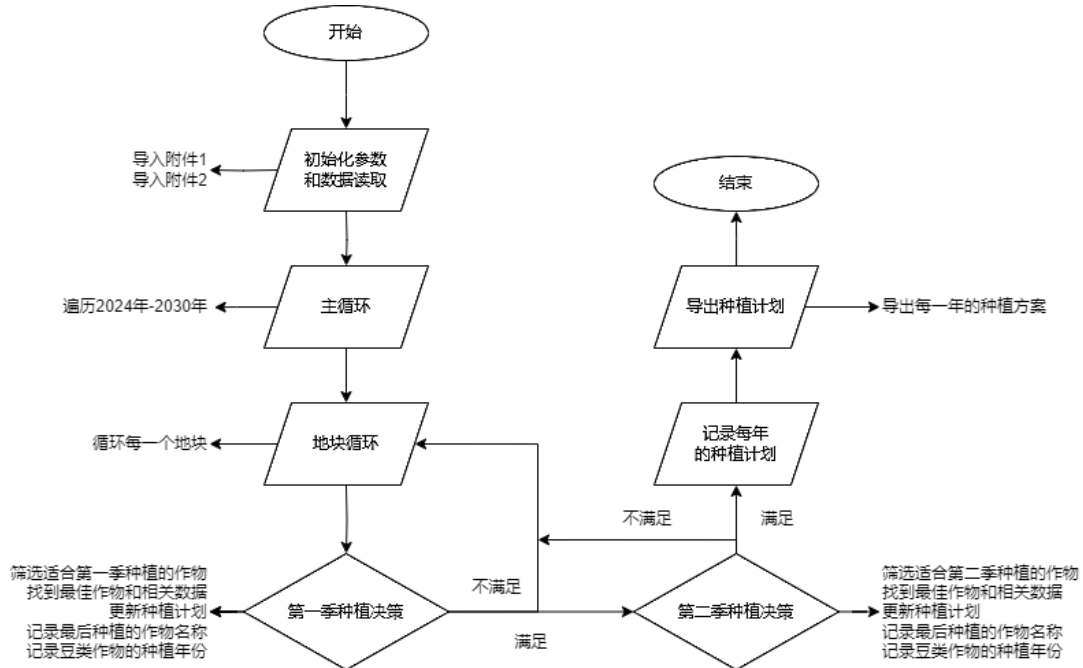 开始
导入附件1
导入附件2
初始化参数
和数据读取
结束
遍历2024年-2030年
主循环
导出种植计划
导出每一年的种植方案
循环每一个地块
地块循环
记录每年
的种植计划
不满足
满足
筛选适合第一季种植的作物
找到最佳作物和相关数据
更新种植计划
记录最后种植的作物名称
记录豆类作物的种植年份
第一季种植决策
不满足
满足
第二季种植决策
筛选适合第二季种植的作物
找到最佳作物和相关数据
更新种植计划
记录最后种植的作物名称
记录豆类作物的种植年份